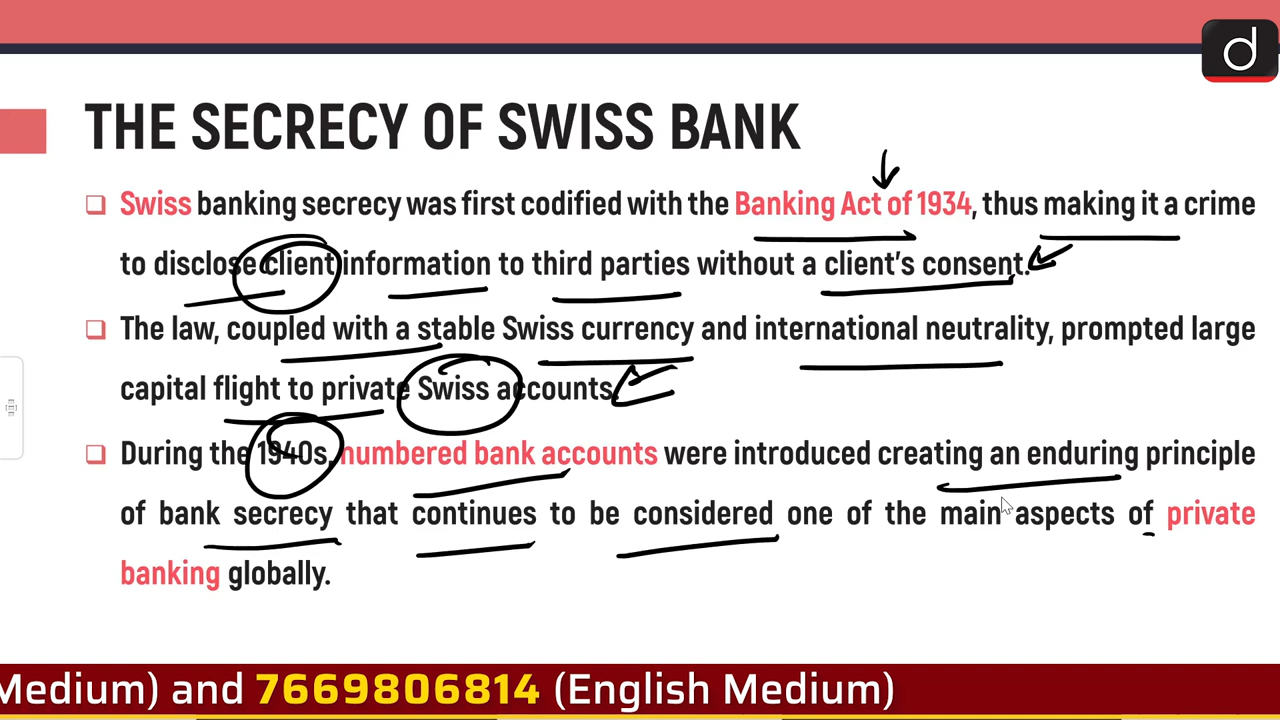 d
THE SECRECY OF SWISS BANK
❑ Swiss banking secrecy was first codified with the Banking Act of 1934, thus making it a crime
to disclose client information to third parties without a client's consent.
❑ The law, coupled with a stable Swiss currency and international neutrality, prompted large
capital flight to private Swiss accounts.
❑ During the 1940s, numbered bank accounts were introduced creating an enduring principle
of bank secrecy that continues to be considered one of the main aspects of private
banking globally.
Medium) and 7669806814 (English Medium)